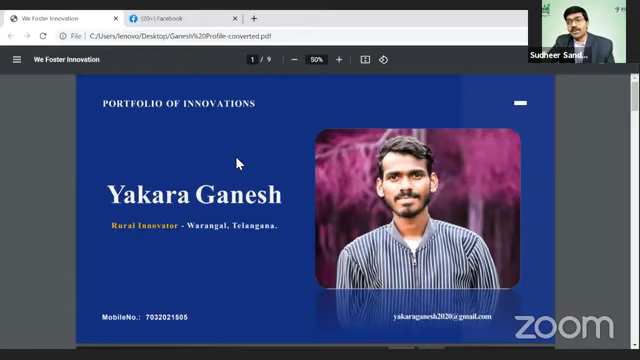 We Foster Innovation
(20+) Facebook
File | C:/Users/lenovo/Desktop/Ganesh%20Profile-converted.pdf
We Foster Innovation
1 / 9
50%
Sudheer Sand...
PORTFOLIO OF INNOVATIONS
Yakara Ganesh
Rural Innovator - Warangal, Telangana.
MobileNo.: 7032021505
yakaraganesh2020@gmail.com
zoom